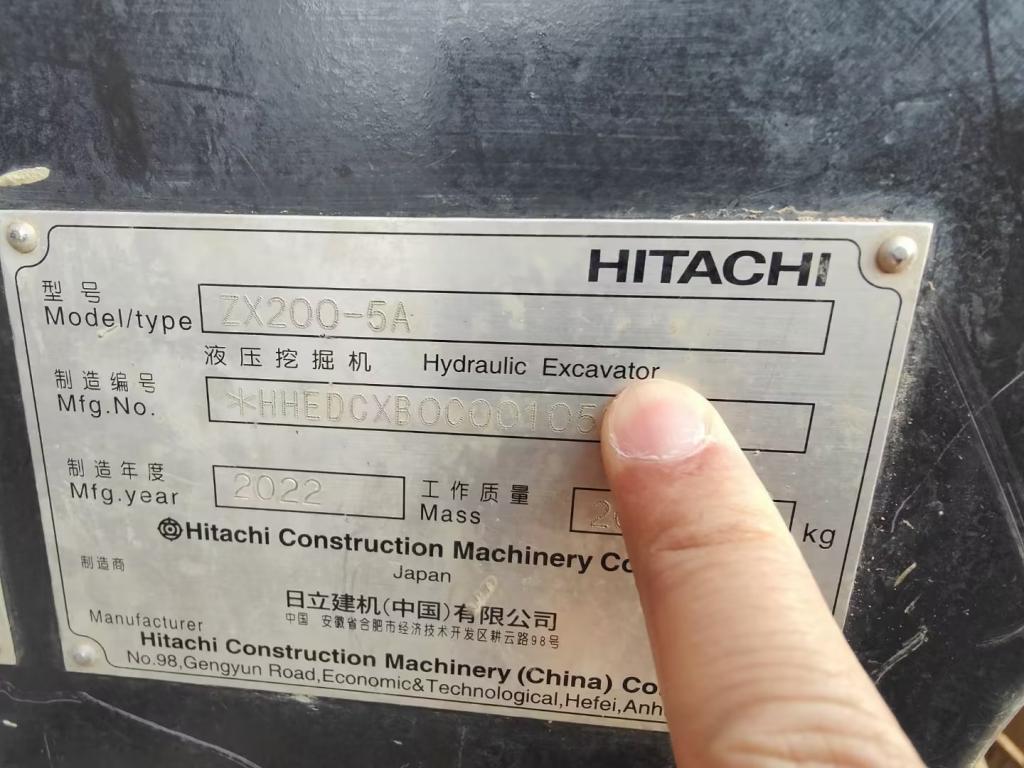 HITACHI
型号
Model/type ZX200-5A
液压挖掘机 Hydraulic Excavator
制造编号
Mfg.No. *HHEDCXB0C00105
制造年度
Mfg.year 2022
工作质量
Mass kg
Hitachi Construction Machinery
Japan
制造商
日立建机(中国)有限公司
中国 安徽省合肥市经济技术开发区耕云路98号
Manufacturer
Hitachi Construction Machinery (China) Co.
No.98,Gengyun Road,Economic&Technological,Hefei,Anh